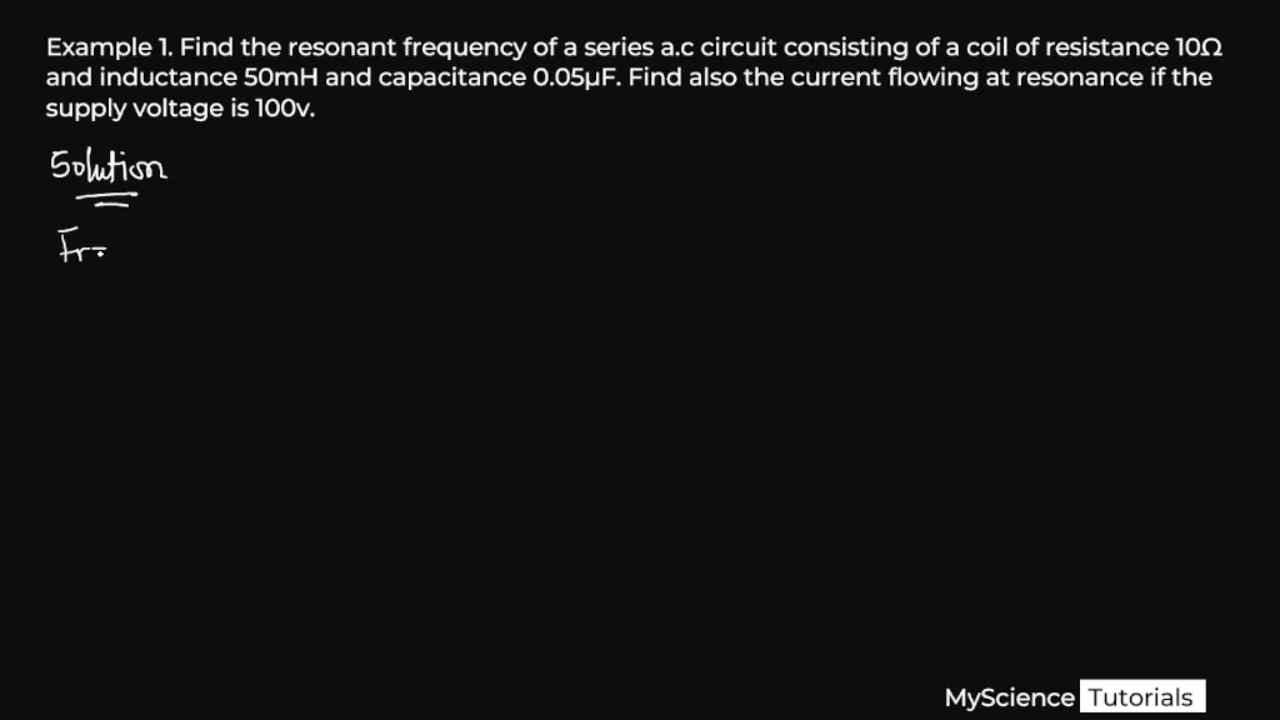 Example 1. Find the resonant frequency of a series a.c circuit consisting of a coil of resistance 10Ω
and inductance 50mH and capacitance 0.05µF. Find also the current flowing at resonance if the
supply voltage is 100v.
Solution
Fr=
MyScience Tutorials